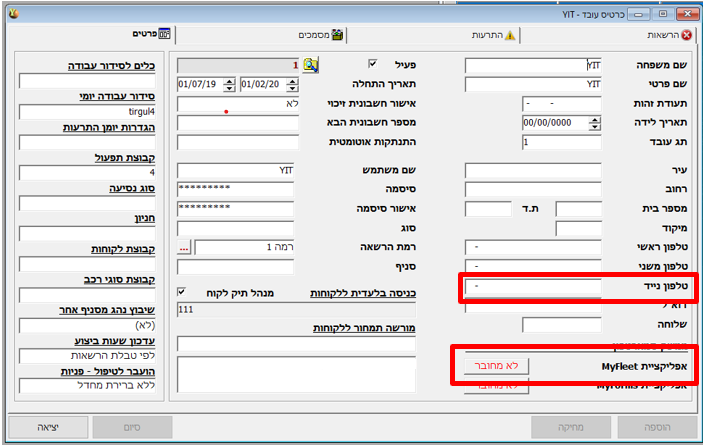 כרטיס עובד - YIT
הרשאות
התרעות
מסמכים
פרטים
שם משפחה YIT
שם פרטי YIT
תעודת זהות - -
תאריך לידה 00/00/0000
תג עובד 1
עיר
רחוב
מספר בית
ת.ד
מיקוד
טלפון ראשי -
טלפון משני -
טלפון נייד -
דוא"ל
שלוחה
אפליקציית MyFleet לא מחובר
אפליקציית MyForms לא מחובר
פעיל 1
תאריך התחלה 01/02/20 01/07/19
אישור חשבונית זיכוי לא
מספר חשבונית הבא
התנתקות אוטומטית
שם משתמש YIT
סיסמה *********
אישור סיסמה *********
סוג
רמת הרשאה רמה 1 ...
סניף
מנהל תיק לקוח
כניסה בלעדית ללקוחות
111
מורשה תמחור ללקוחות
כלים לסידור עבודה
סידור עבודה יומי
tirgul4
הגדרות יומן התרעות
קבוצת תפעול
4
סוג נסיעה
חניון
קבוצת לקוחות
קבוצת סוגי רכב
שיבוץ נהג מסניף אחר
(לא)
עדכון שעות ביצוע
לפי טבלת הרשאות
הועבר לטיפול - פניות
ללא ברירת מחדל
הוספה
מחיקה
סיום
יציאה